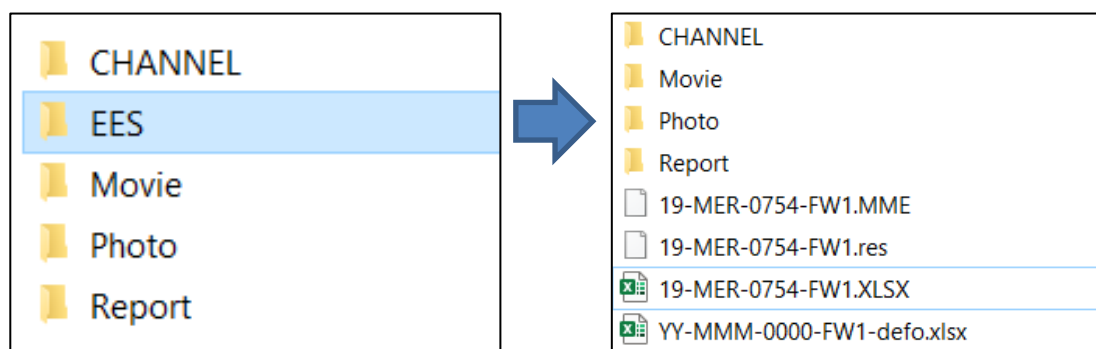 CHANNEL
EES
Movie
Photo
Report
CHANNEL
Movie
Photo
Report
19-MER-0754-FW1.MME
19-MER-0754-FW1.res
19-MER-0754-FW1.XLSX
YY-MMM-0000-FW1-defo.xlsx